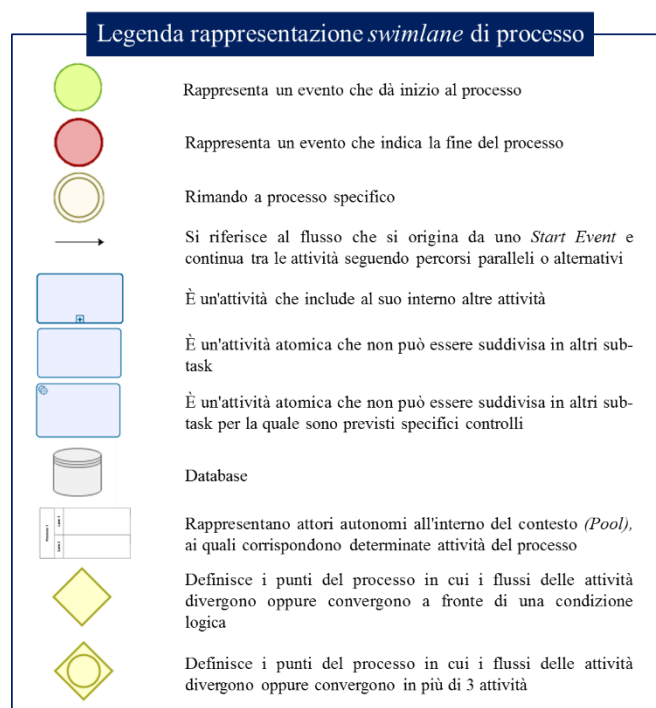 Legenda rappresentazione swimlane di processo
Rappresenta un evento che dà inizio al processo
Rappresenta un evento che indica la fine del processo
Rimando a processo specifico
Si riferisce al flusso che si origina da uno Start Event e
continua tra le attività seguendo percorsi paralleli o alternativi
È un'attività che include al suo interno altre attività
È un'attività atomica che non può essere suddivisa in altri sub-
task
È un'attività atomica che non può essere suddivisa in altri sub-
task per la quale sono previsti specifici controlli
Database
Rappresentano attori autonomi all'interno del contesto (Pool),
ai quali corrispondono determinate attività del processo
Definisce i punti del processo in cui i flussi delle attività
divergono oppure convergono a fronte di una condizione
logica
Definisce i punti del processo in cui i flussi delle attività
divergono oppure convergono in più di 3 attività